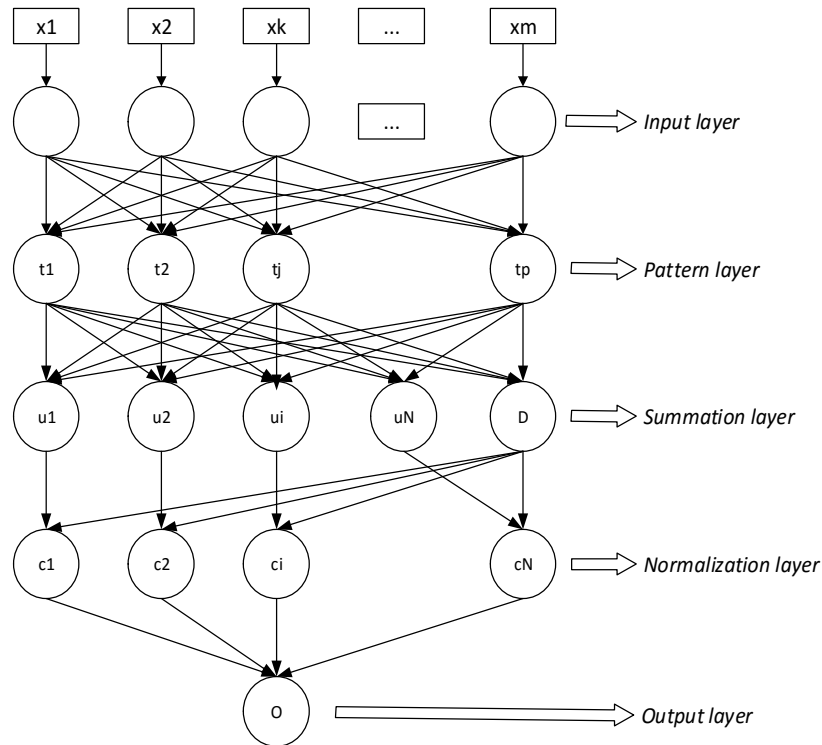 x1 x2 xk ... xm
... Input layer
t1 t2 tj tp Pattern layer
u1 u2 ui uN D Summation layer
c1 c2 ci cN Normalization layer
O Output layer